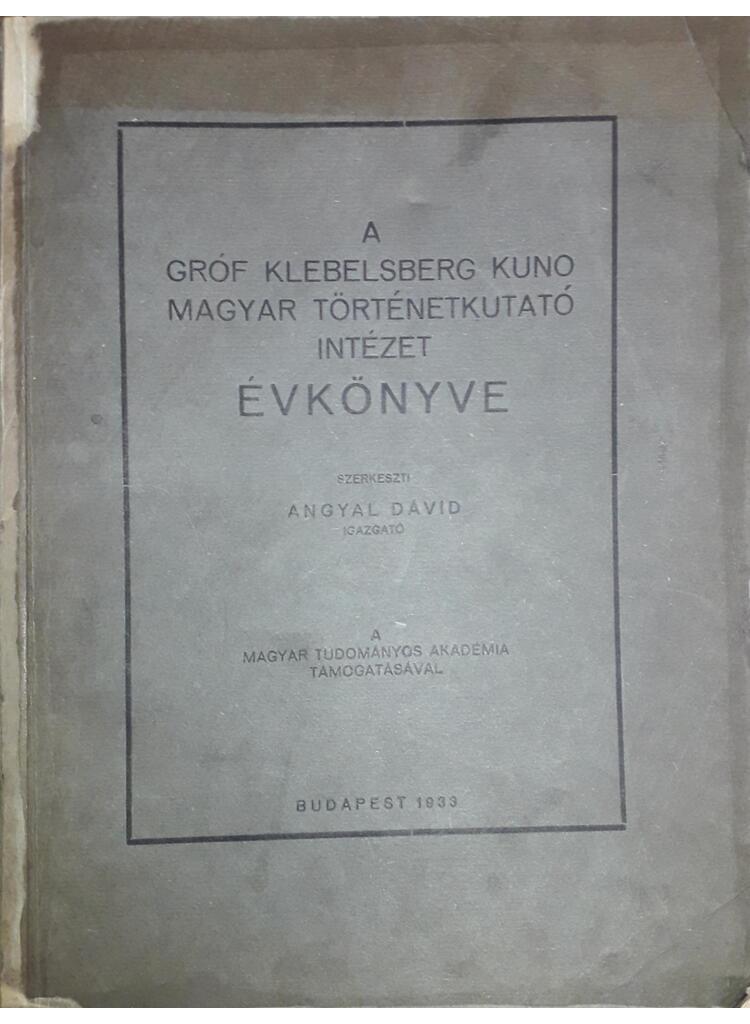 A
GRÓF KLEBELSBERG KUNO
MAGYAR TÖRTÉNETKUTATÓ
INTÉZET
ÉVKÖNYVE
SZERKESZTI
ANGYAL DÁVID
IGAZGATÓ
A
MAGYAR TUDOMÁNYOS AKADÉMIA
TÁMOGATÁSÁVAL
BUDAPEST 1933